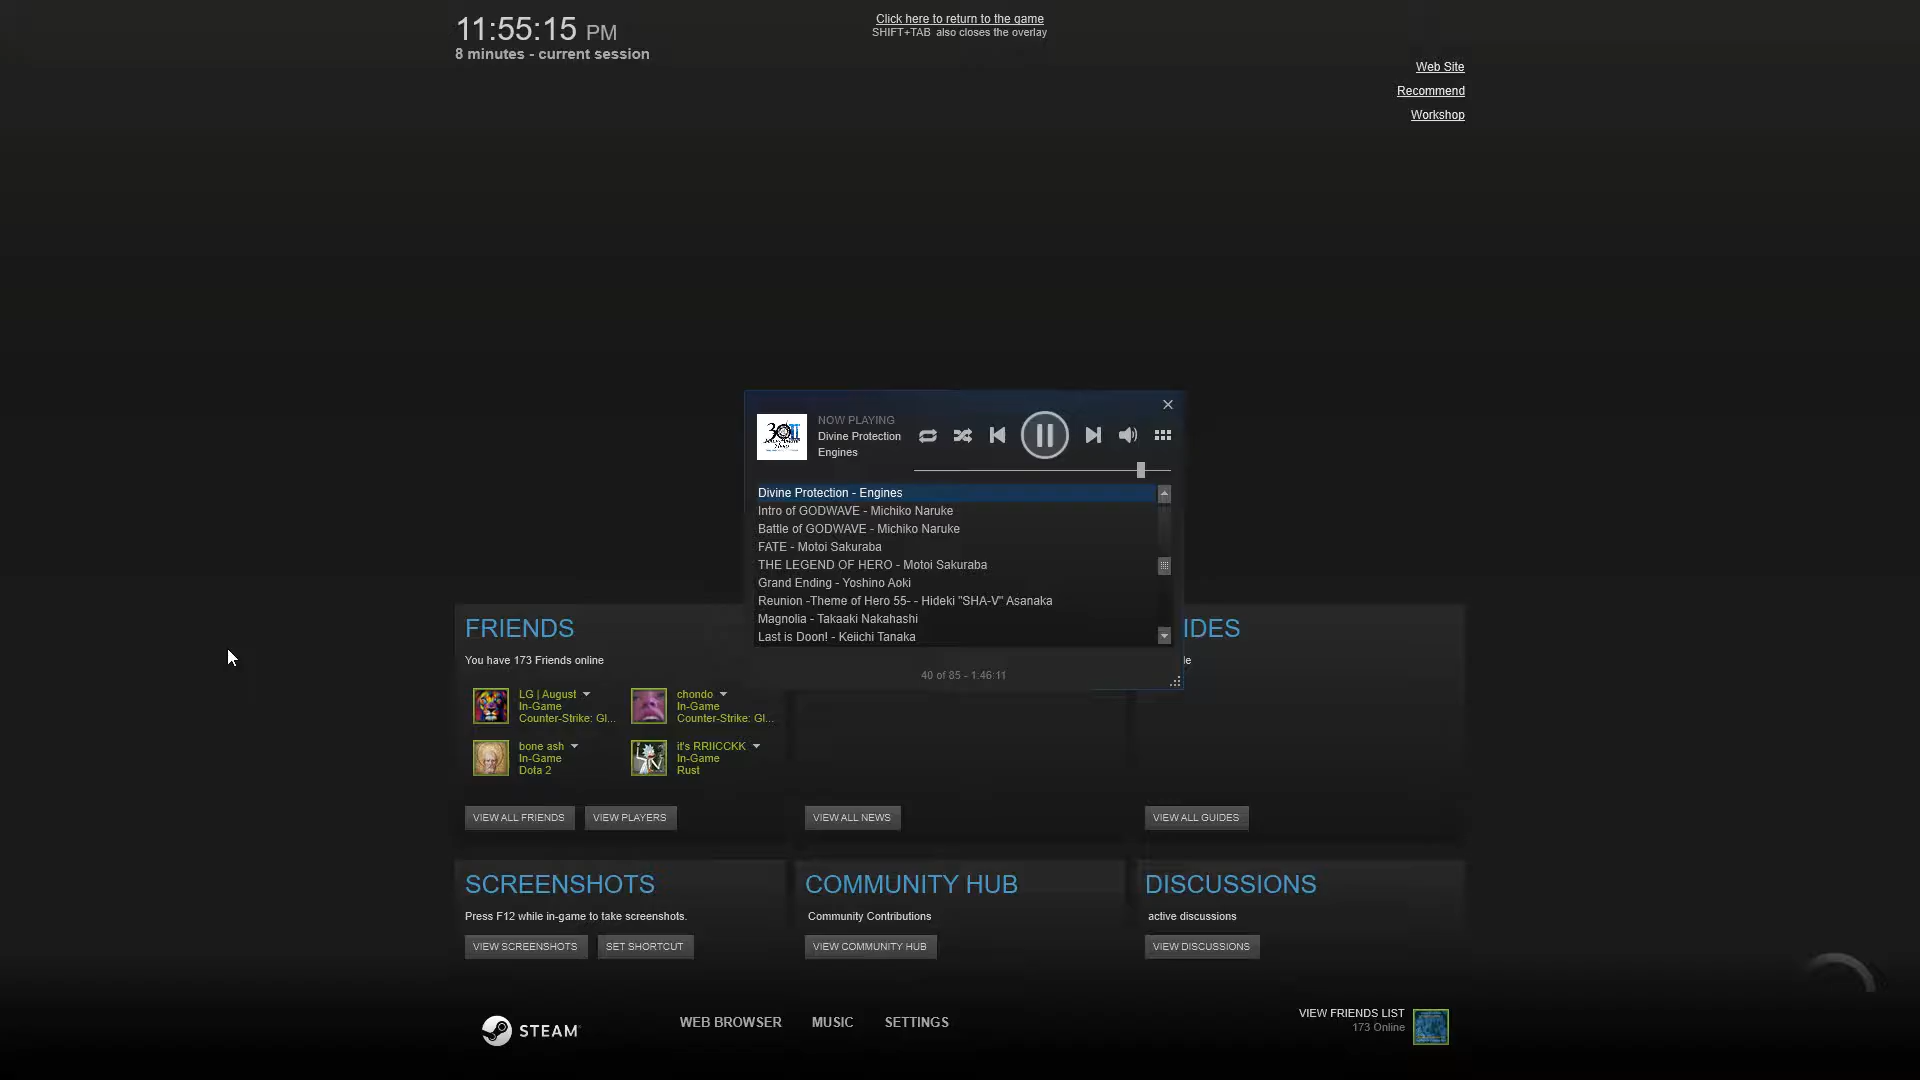 11:55:15 PM
8 minutes - current session
Click here to return to the game
SHIFT+TAB also closes the overlay
Web Site
Recommend
Workshop
NOW PLAYING
Divine Protection
Engines
Divine Protection - Engines
Intro of GODWAVE - Michiko Naruke
Battle of GODWAVE - Michiko Naruke
FATE - Motoi Sakuraba
THE LEGEND OF HERO - Motoi Sakuraba
Grand Ending - Yoshino Aoki
Reunion -Theme of Hero 55- - Hideki "SHA-V" Asanaka
Magnolia - Takaaki Nakahashi
Last is Doon! - Keiichi Tanaka
40 of 85 - 1:46:11
FRIENDS
You have 173 Friends online
LG | August
In-Game
Counter-Strike: Gl...
chondo
In-Game
Counter-Strike: Gl...
bone ash
In-Game
Dota 2
it's RRIICCKK
In-Game
Rust
VIEW ALL FRIENDS
VIEW PLAYERS
VIEW ALL NEWS
IDES
le
VIEW ALL GUIDES
SCREENSHOTS
Press F12 while in-game to take screenshots.
VIEW SCREENSHOTS
SET SHORTCUT
COMMUNITY HUB
Community Contributions
VIEW COMMUNITY HUB
DISCUSSIONS
active discussions
VIEW DISCUSSIONS
STEAM
WEB BROWSER
MUSIC
SETTINGS
VIEW FRIENDS LIST
173 Online